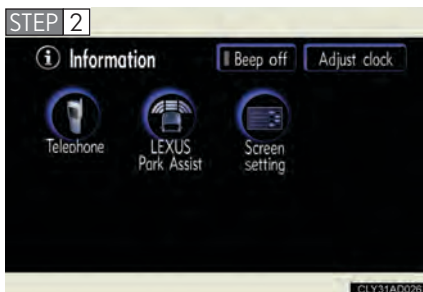 STEP 2
i Information
Beep off
Adjust clock
Telephone
LEXUS
Park Assist
Screen
setting
CLY31AD026